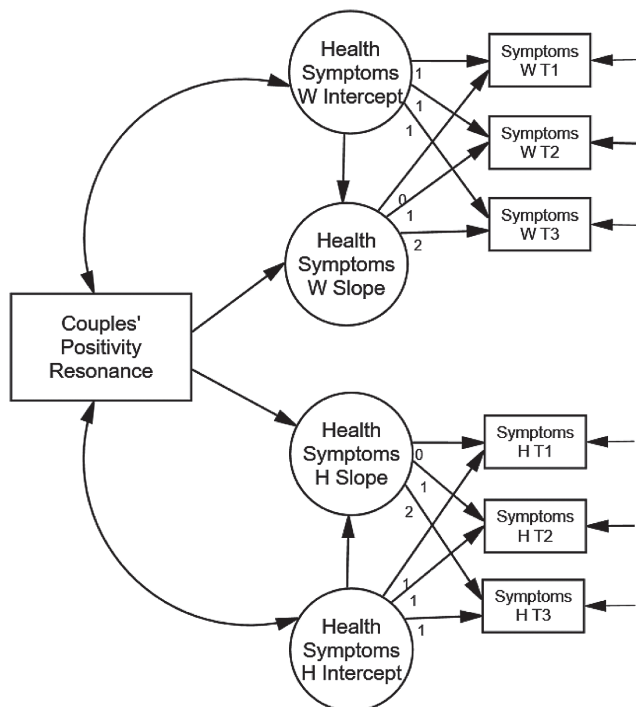 Health
Symptoms
W Intercept
1
1
1
Symptoms
W T1
Symptoms
W T2
Symptoms
W T3
Health
Symptoms
W Slope
0
1
2
Couples'
Positivity
Resonance
Health
Symptoms
H Slope
0
1
2
Symptoms
H T1
Symptoms
H T2
Symptoms
H T3
Health
Symptoms
H Intercept
1
1
1